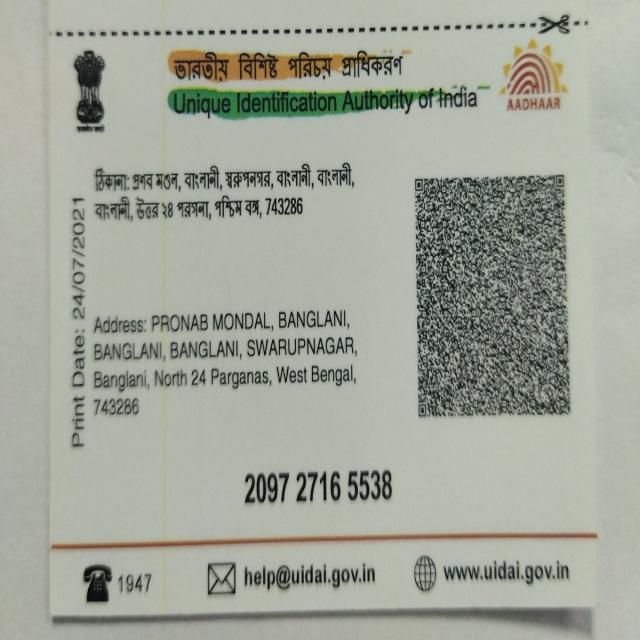 ভারতীয় বিশিষ্ট পরিচয় প্রাধিকরণ
Unique Identification Authority of India
AADHAAR
ঠিকানা: প্রণব মণ্ডল, বাংলানী, স্বরুপনগর, বাংলানী, বাংলানী,
বাংলানী, উত্তর ২৪ পরগনা, পশ্চিম বঙ্গ, 743286
Print Date: 24/07/2021
Address: PRONAB MONDAL, BANGLANI,
BANGLANI, BANGLANI, SWARUPNAGAR,
Banglani, North 24 Parganas, West Bengal,
743286
2097 2716 5538
1947
help@uidai.gov.in
www.uidai.gov.in